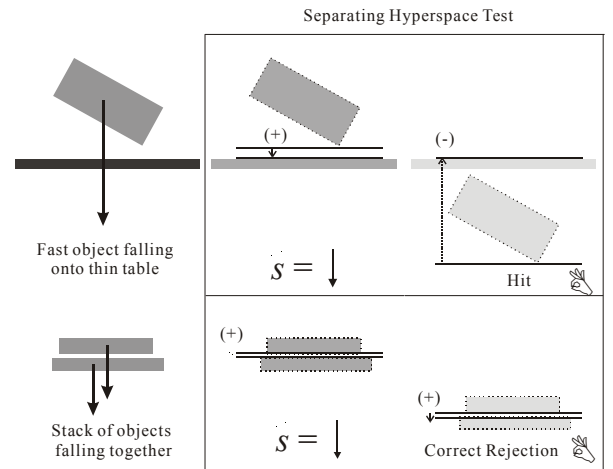 Separating Hyperspace Test
(+)
(-)
Fast object falling
onto thin table
s =
Hit
(+)
(+)
Stack of objects
falling together
s =
Correct Rejection